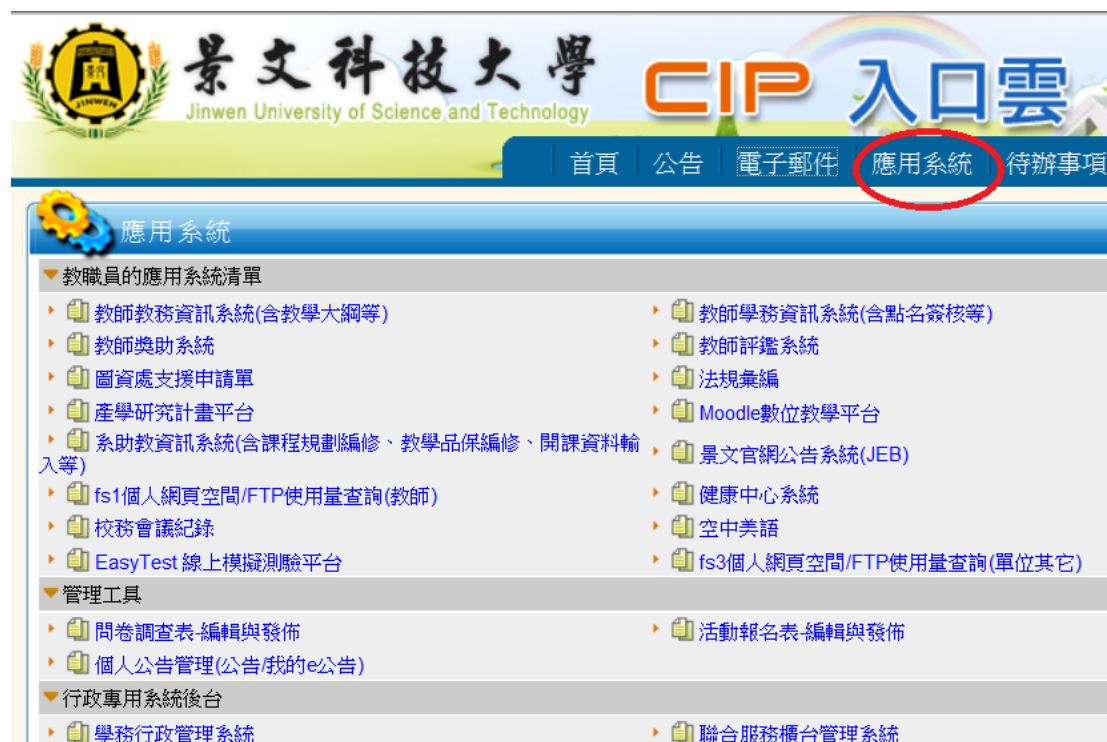 景文科技大學
Jinwen University of Science and Technology
CIP 入口雲
景文
JINWEN
首頁 公告 電子郵件 應用系統 待辦事項
應用系統
教職員的應用系統清單
教師教務資訊系統(含教學大綱等) 教師學務資訊系統(含點名簽核等)
教師獎助系統 教師評鑑系統
圖資處支援申請單 法規彙編
產學研究計畫平台 Moodle數位教學平台
系助教資訊系統(含課程規劃編修、教學品保編修、開課資料輸
入等) 景文官網公告系統(JEB)
fs1個人網頁空間/FTP使用量查詢(教師) 健康中心系統
校務會議紀錄 空中美語
EasyTest 線上模擬測驗平台 fs3個人網頁空間/FTP使用量查詢(單位其它)
管理工具
問卷調查表-編輯與發佈 活動報名表-編輯與發佈
個人公告管理(公告/我的e公告)
行政專用系統後台
學務行政管理系統 聯合服務櫃台管理系統